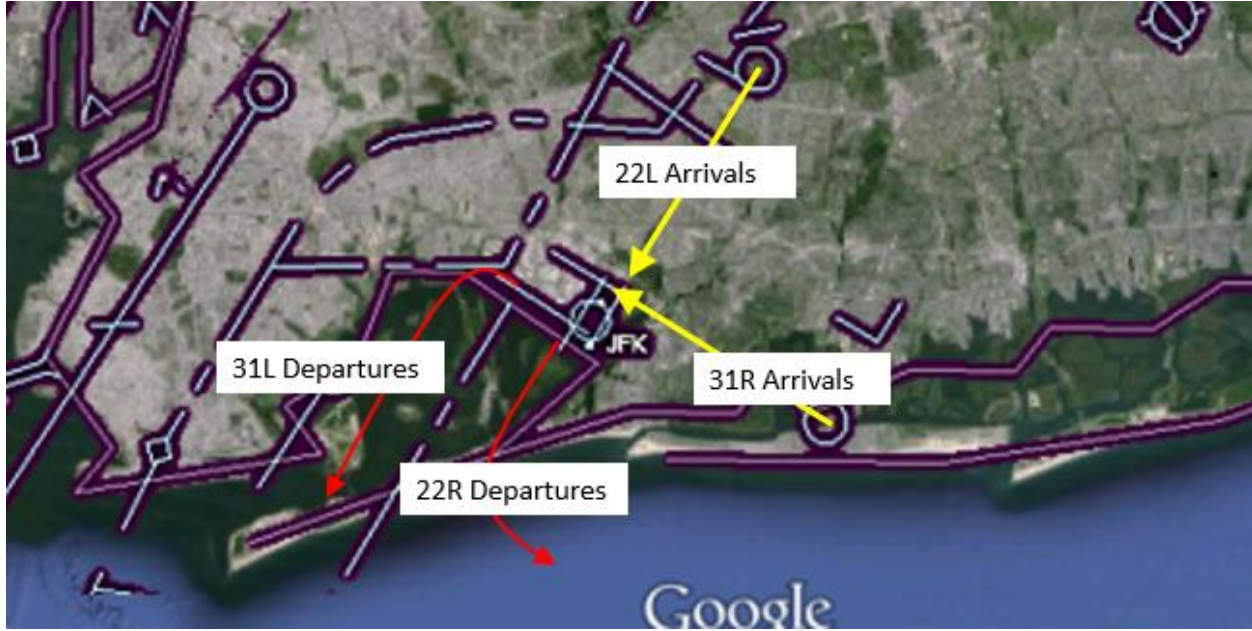 22L Arrivals
JFK
31L Departures
31R Arrivals
22R Departures
Google